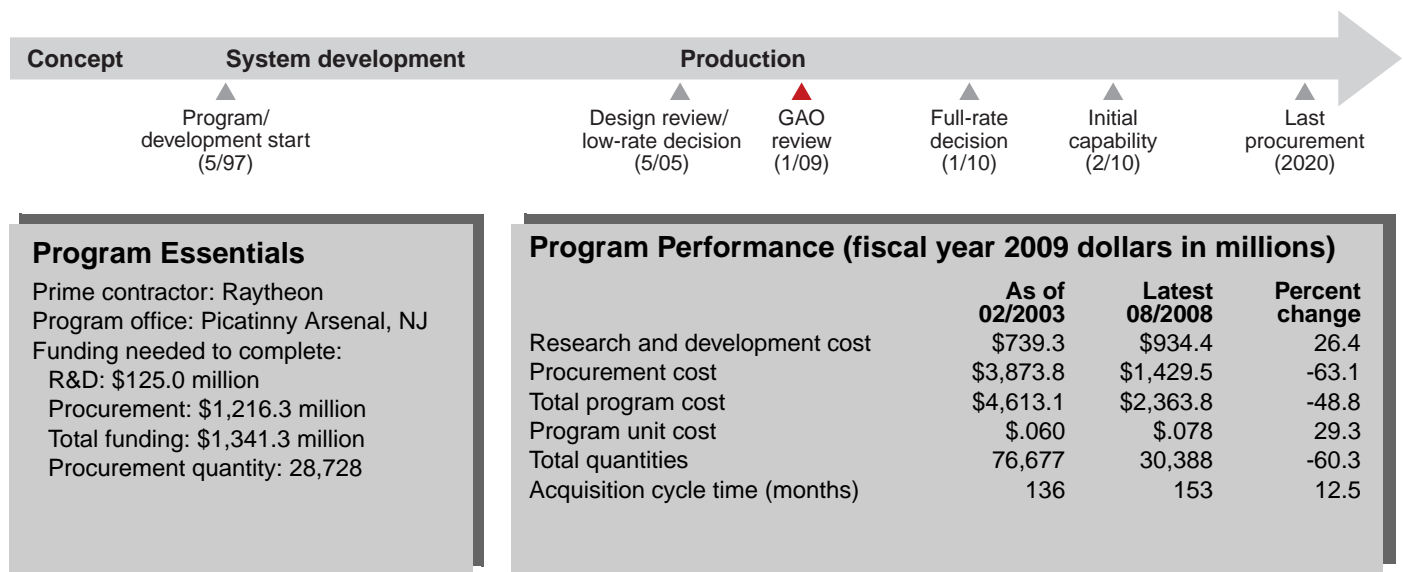 Concept System development Production
Program/
development start
(5/97)
Design review/
low-rate decision
(5/05)
GAO
review
(1/09)
Full-rate
decision
(1/10)
Initial
capability
(2/10)
Last
procurement
(2020)
Program Essentials
Prime contractor: Raytheon
Program office: Picatinny Arsenal, NJ
Funding needed to complete:
R&D: $125.0 million
Procurement: $1,216.3 million
Total funding: $1,341.3 million
Procurement quantity: 28,728
Program Performance (fiscal year 2009 dollars in millions)
As of Latest Percent
02/2003 08/2008 change
Research and development cost $739.3 $934.4 26.4
Procurement cost $3,873.8 $1,429.5 -63.1
Total program cost $4,613.1 $2,363.8 -48.8
Program unit cost $.060 $.078 29.3
Total quantities 76,677 30,388 -60.3
Acquisition cycle time (months) 136 153 12.5